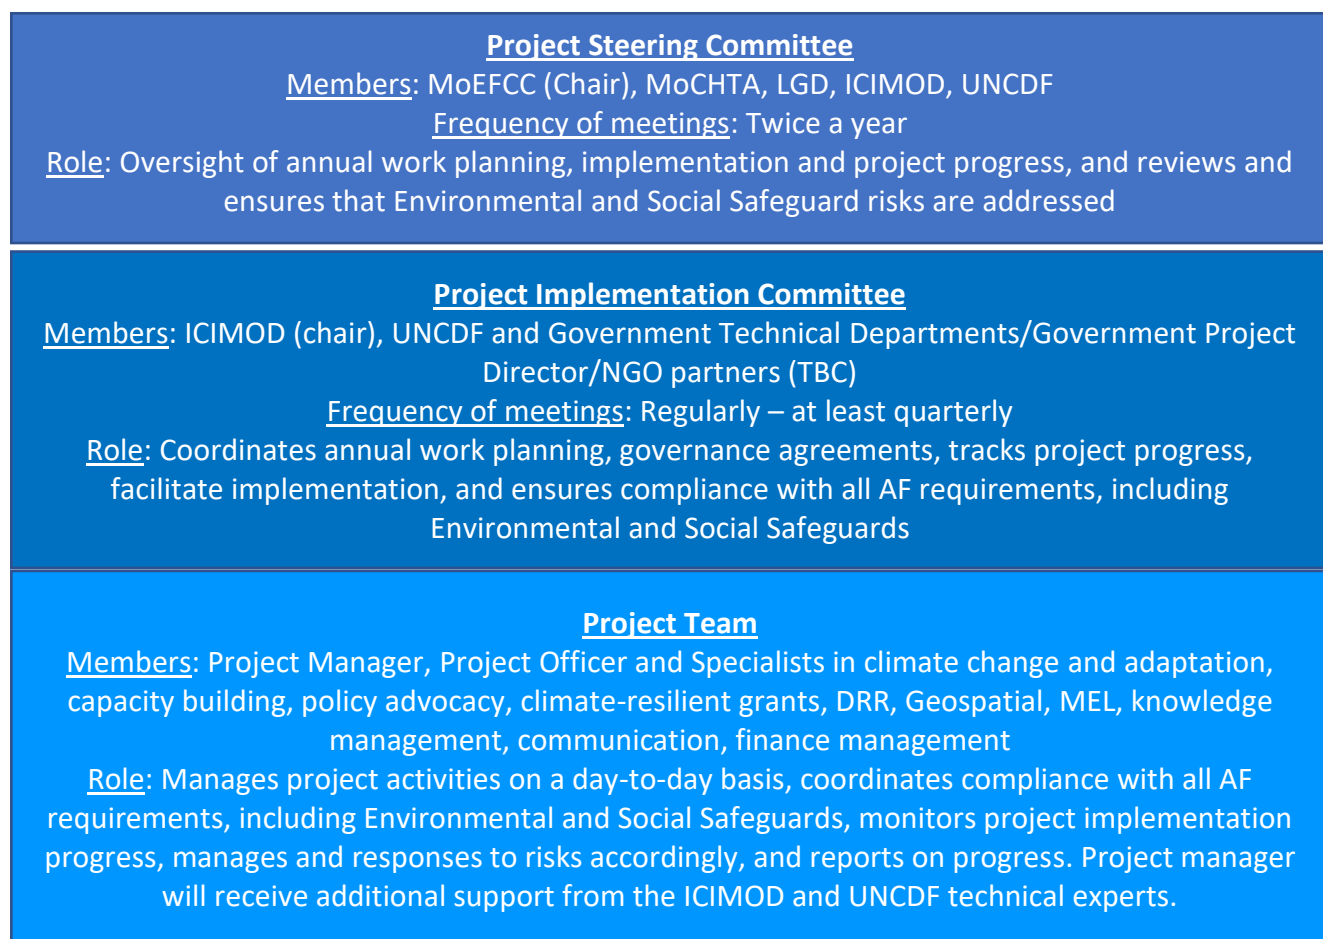 Project Steering Committee
Members: MoEFCC (Chair), MoCHTA, LGD, ICIMOD, UNCDF
Frequency of meetings: Twice a year
Role: Oversight of annual work planning, implementation and project progress, and reviews and
ensures that Environmental and Social Safeguard risks are addressed
Project Implementation Committee
Members: ICIMOD (chair), UNCDF and Government Technical Departments/Government Project
Director/NGO partners (TBC)
Frequency of meetings: Regularly – at least quarterly
Role: Coordinates annual work planning, governance agreements, tracks project progress,
facilitate implementation, and ensures compliance with all AF requirements, including
Environmental and Social Safeguards
Project Team
Members: Project Manager, Project Officer and Specialists in climate change and adaptation,
capacity building, policy advocacy, climate-resilient grants, DRR, Geospatial, MEL, knowledge
management, communication, finance management
Role: Manages project activities on a day-to-day basis, coordinates compliance with all AF
requirements, including Environmental and Social Safeguards, monitors project implementation
progress, manages and responses to risks accordingly, and reports on progress. Project manager
will receive additional support from the ICIMOD and UNCDF technical experts.